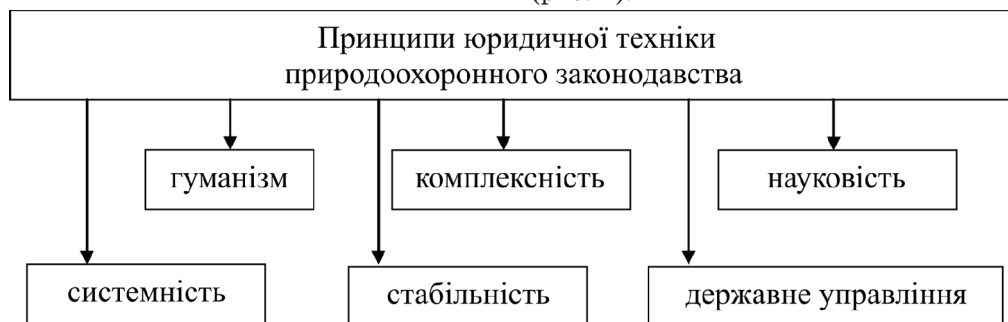 Принципи юридичної техніки
природоохоронного законодавства
гуманізм
комплексність
науковість
системність
стабільність
державне управління